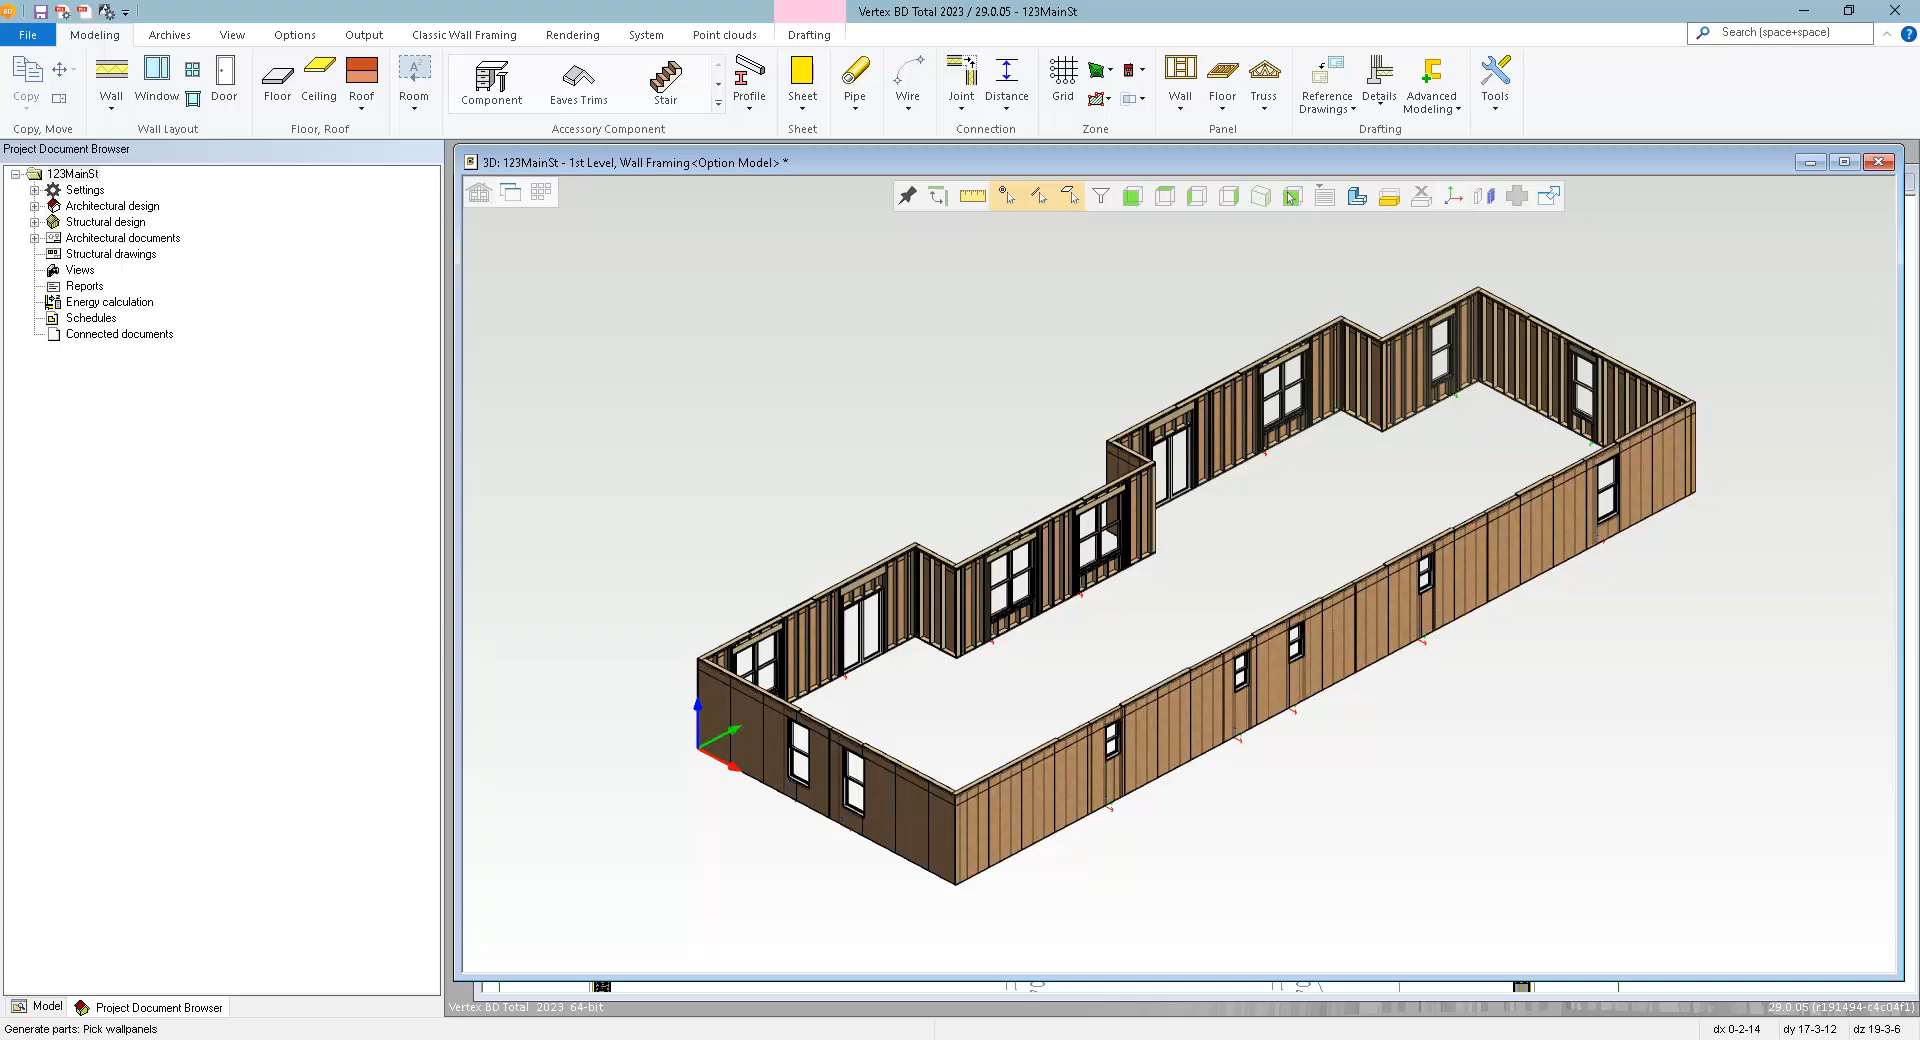 BD
Vertex BD Total 2023 / 29.0.05 - 123MainSt
File Modeling Archives View Options Output Classic Wall Framing Rendering System Point clouds Drafting
Search (space+space)
Copy Wall Window Door Floor Ceiling Roof Room Component Eaves Trims Stair Profile Sheet Pipe Wire Joint Distance Grid Wall Floor Truss Reference Drawings Details Advanced Modeling Tools
Copy, Move Wall Layout Floor, Roof Accessory Component Sheet Connection Zone Panel Drafting
Project Document Browser
3D: 123MainSt - 1st Level, Wall Framing<Option Model> *
123MainSt
Settings
Architectural design
Structural design
Architectural documents
Structural drawings
Views
Reports
Energy calculation
Schedules
Connected documents
Model Project Document Browser
Vertex BD Total 2023 64-bit
29.0.05 (r191494-c4c04f1)
Generate parts: Pick wallpanels
dx 0-2-14 dy 17-3-12 dz 19-3-6